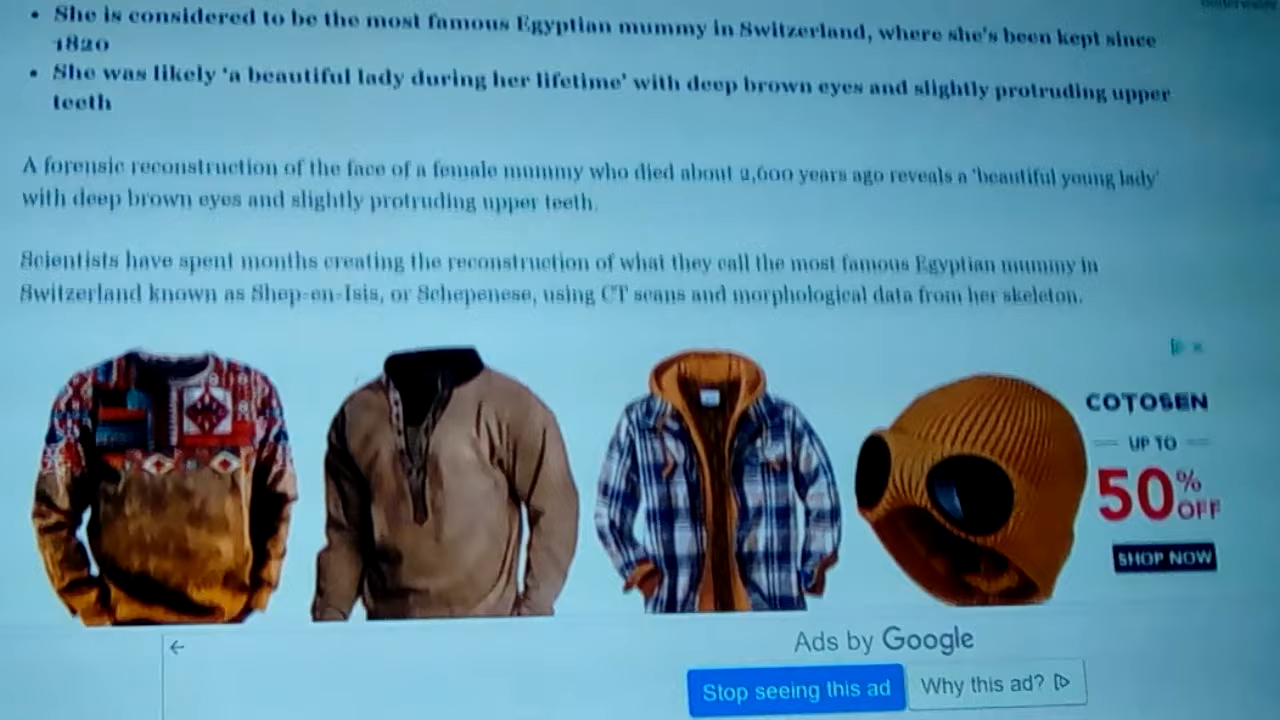 • She is considered to be the most famous Egyptian mummy in Switzerland, where she's been kept since
1820
• She was likely 'a beautiful lady during her lifetime' with deep brown eyes and slightly protruding upper
teeth
A forensic reconstruction of the face of a female mummy who died about 2,600 years ago reveals a 'beautiful young lady'
with deep brown eyes and slightly protruding upper teeth.
Scientists have spent months creating the reconstruction of what they call the most famous Egyptian mummy in
Switzerland known as Shep-en-Isis, or Schepenese, using CT scans and morphological data from her skeleton.
COTOSEN
UP TO
50% OFF
SHOP NOW
Ads by Google
Stop seeing this ad
Why this ad?